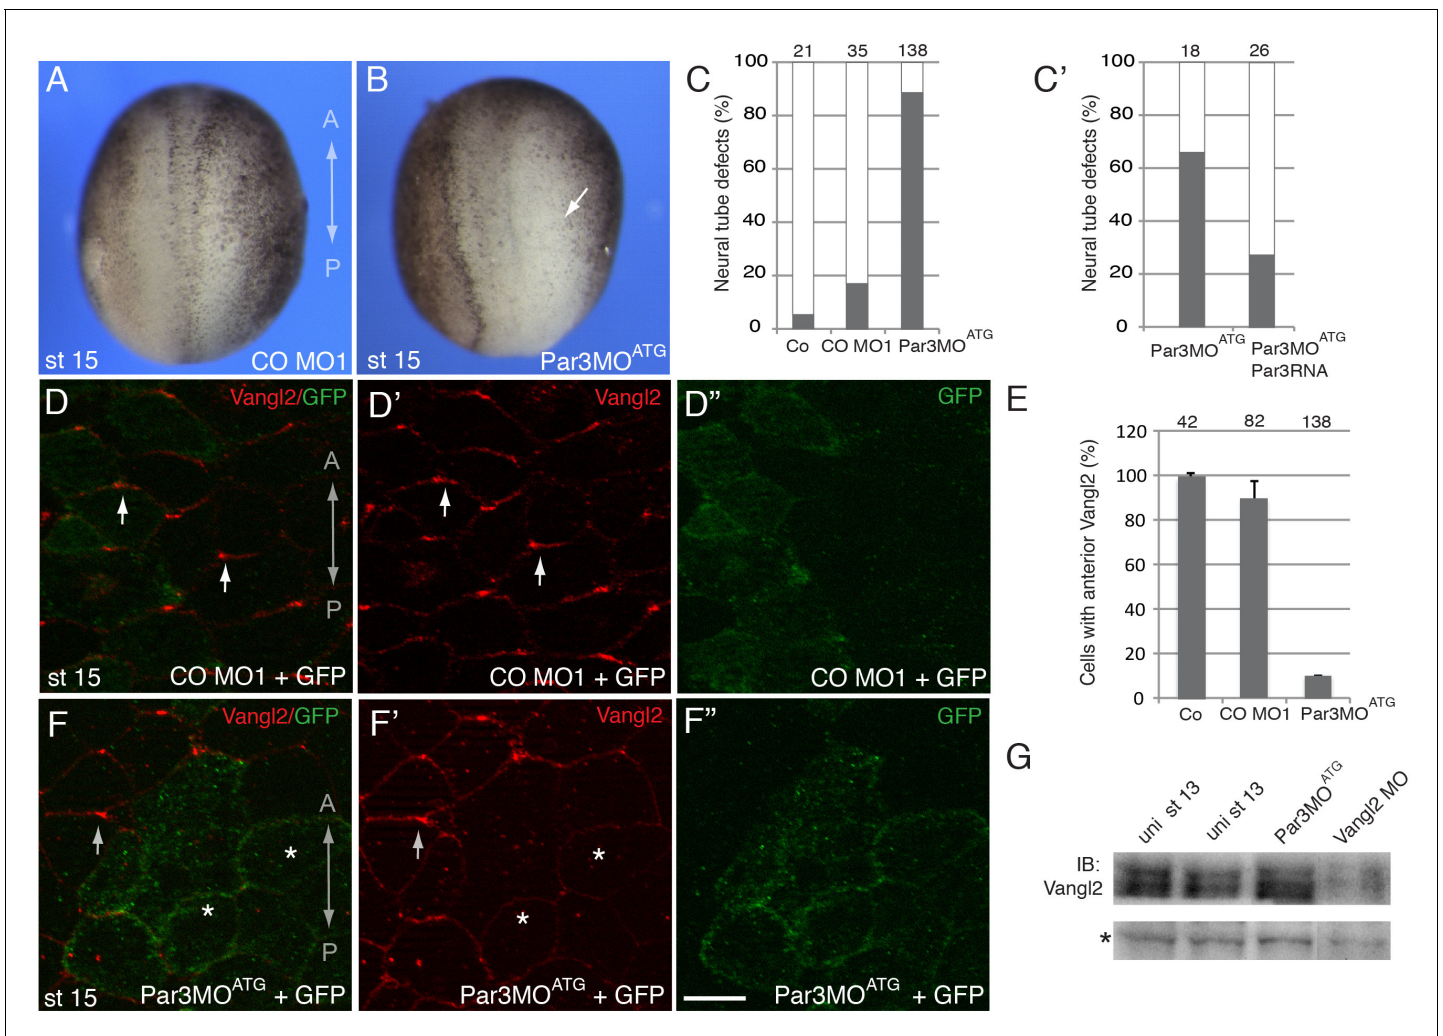 A
A
P
st 15
CO MO1
B
st 15
Par3MO^ATG
C
21 35 138
Neural tube defects (%)
100
80
60
40
20
0
Co CO MO1 Par3MO^ATG
C'
18 26
Neural tube defects (%)
100
80
60
40
20
0
Par3MO^ATG Par3MO^ATG
Par3RNA
D
Vangl2/GFP
A
P
st 15
CO MO1 + GFP
D'
Vangl2
CO MO1 + GFP
D"
GFP
CO MO1 + GFP
E
42 82 138
Cells with anterior Vangl2 (%)
120
100
80
60
40
20
0
Co CO MO1 Par3MO^ATG
F
Vangl2/GFP
A
*
*
P
st 15
Par3MO^ATG + GFP
F'
Vangl2
*
*
Par3MO^ATG + GFP
F"
GFP
Par3MO^ATG + GFP
G
uni st 13
uni st 13
Par3MO^ATG
Vangl2 MO
IB:
Vangl2
*